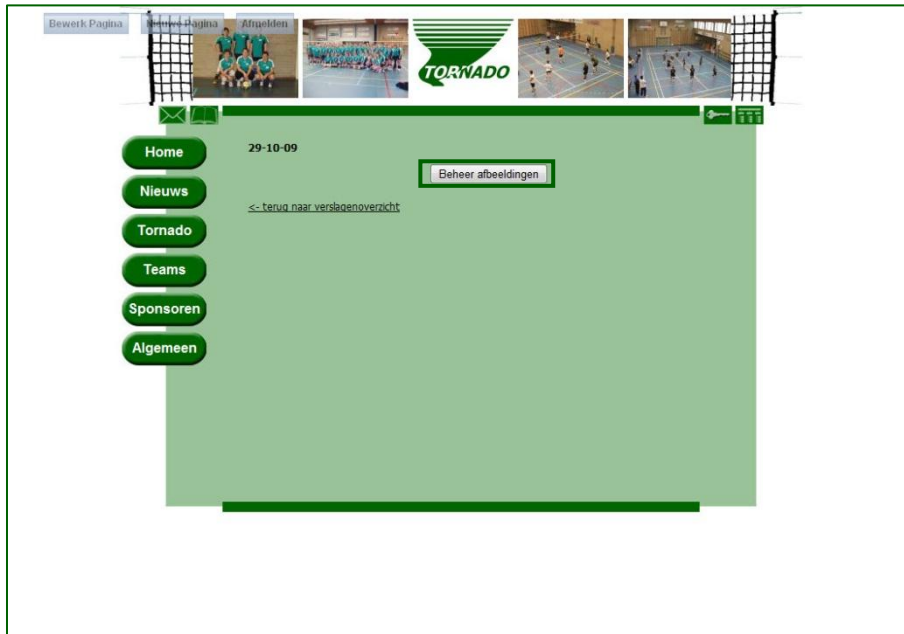 Bewerk Pagina Nieuwe Pagina Afmelden
TORNADO
Home
29-10-09
Beheer afbeeldingen
Nieuws
<- terug naar verslagenoverzicht
Tornado
Teams
Sponsoren
Algemeen